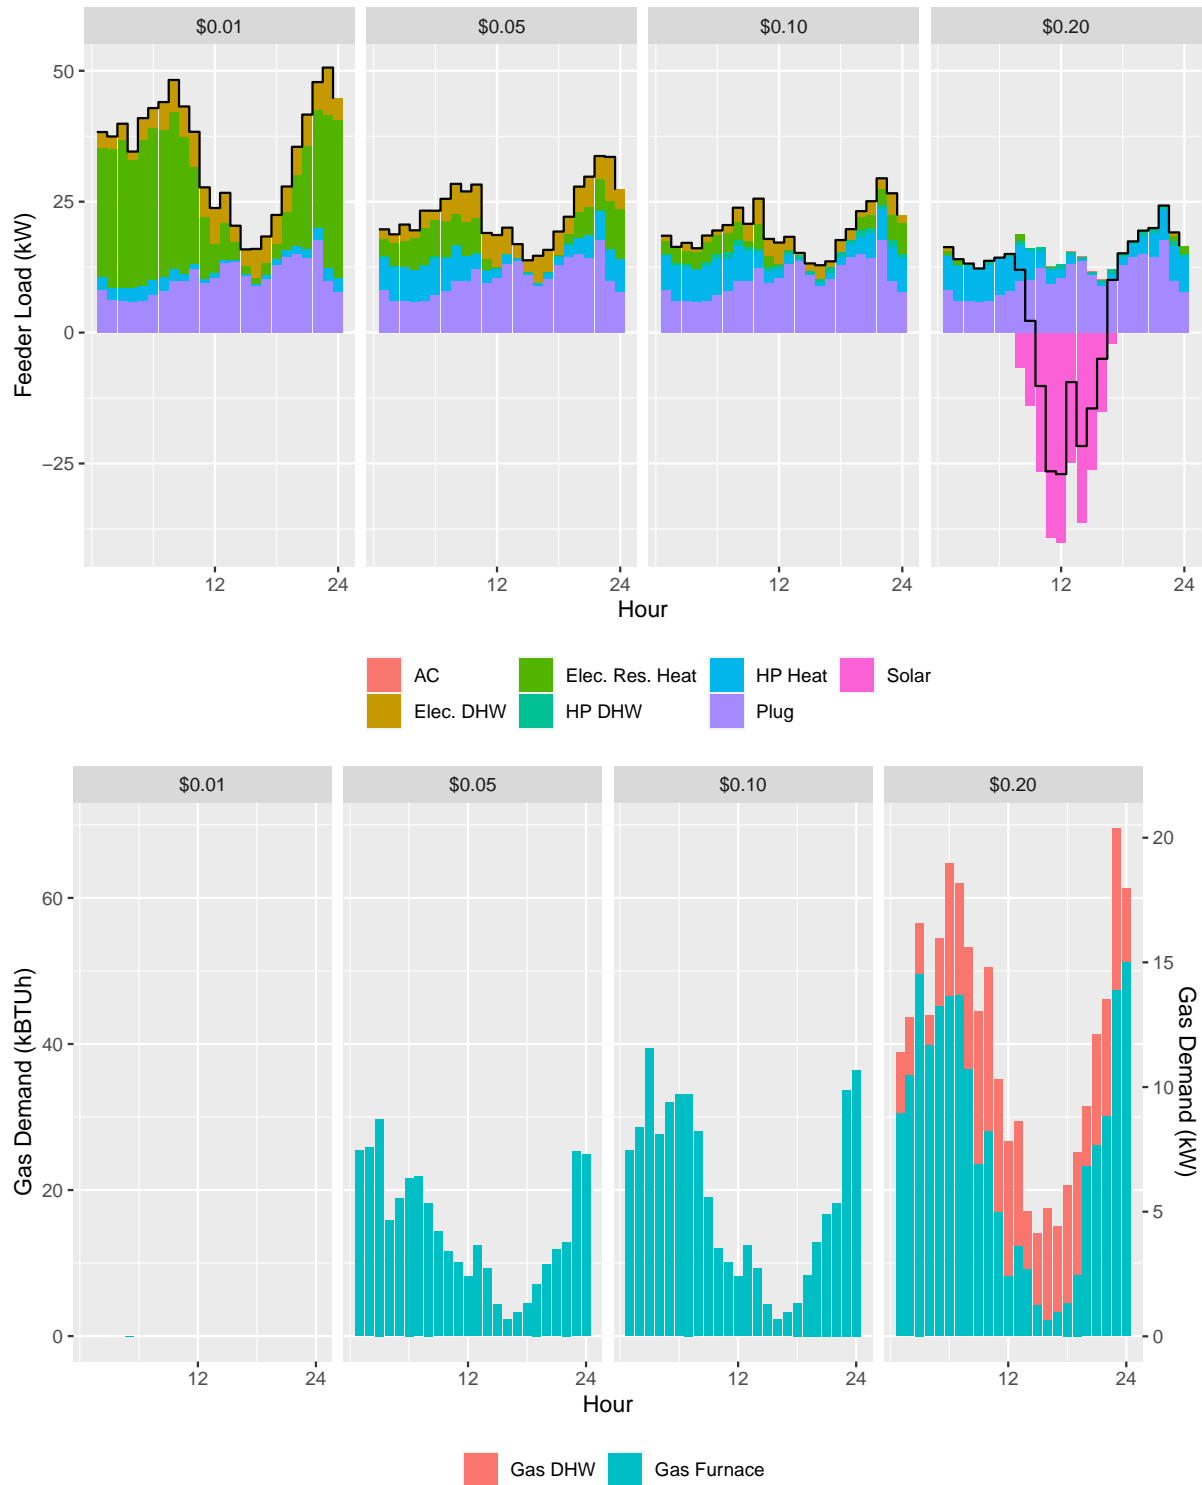 $0.01 $0.05 $0.10 $0.20
50
25
0
−25
Feeder Load (kW)
12 24 12 24 12 24 12 24
Hour
AC Elec. Res. Heat HP Heat Solar
Elec. DHW HP DHW Plug
$0.01 $0.05 $0.10 $0.20
60
40
20
0
Gas Demand (kBTUh)
20
15
10
5
0
Gas Demand (kW)
12 24 12 24 12 24 12 24
Hour
Gas DHW Gas Furnace